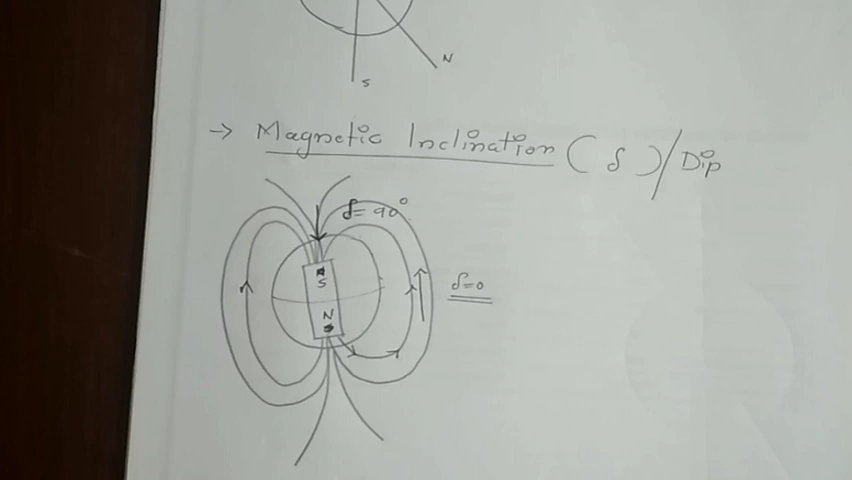 N
S
→ Magnetic Inclination (δ)/Dip
δ=90°
S
δ=0
N